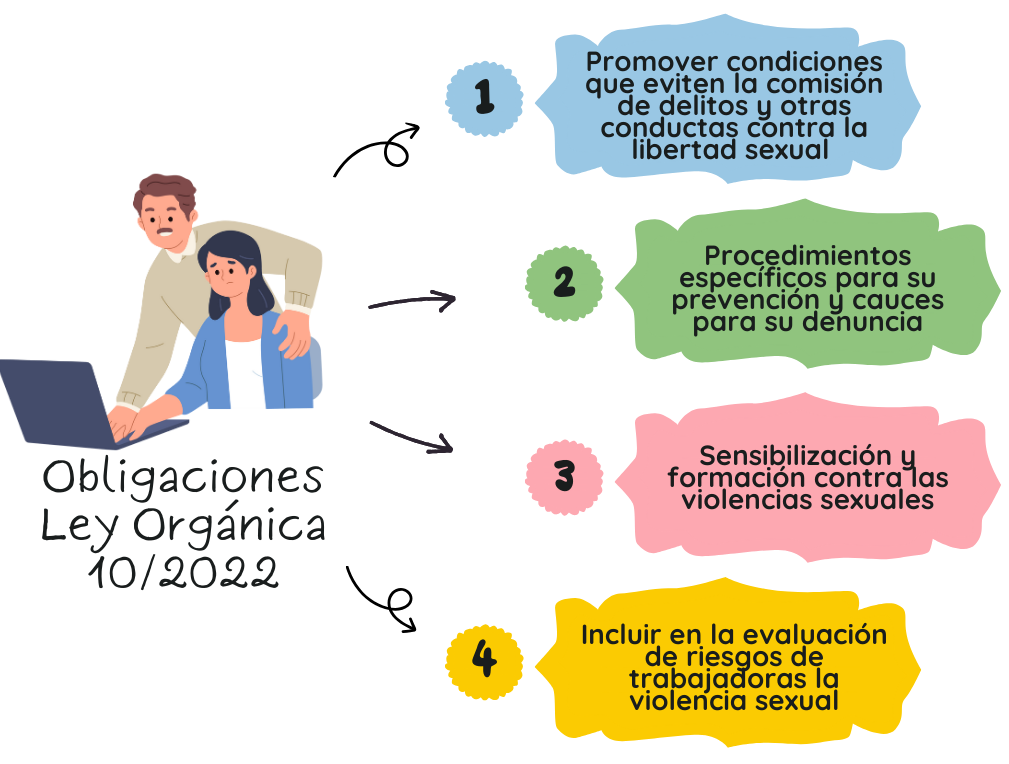 Obligaciones
Ley Orgánica
10/2022
1
Promover condiciones
que eviten la comisión
de delitos y otras
conductas contra la
libertad sexual
2
Procedimientos
específicos para su
prevención y cauces
para su denuncia
3
Sensibilización y
formación contra las
violencias sexuales
4
Incluir en la evaluación
de riesgos de
trabajadoras la
violencia sexual